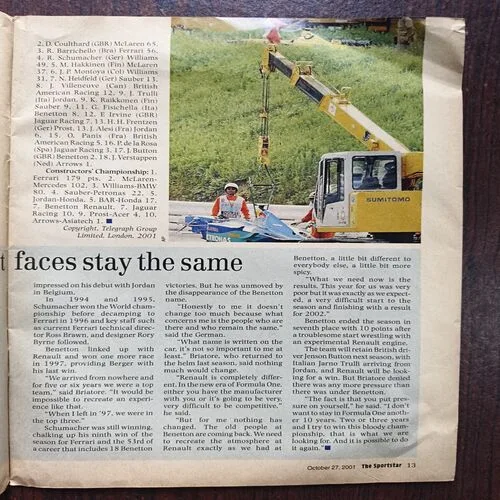 2. D. Coulthard (GBR) McLaren 65,
3. R. Barrichello (Bra) Ferrari 56,
4. R. Schumacher (Ger) Williams
49, 5. M. Hakkinen (Fin) McLaren
37, 6. J. P. Montoya (Col) Williams
31, 7. N. Heidfeld (Ger) Sauber 13,
8. J. Villeneuve (Can) British
American Racing 12, 9. J. Trulli
(Ita) Jordan, 9. K. Raikkonen (Fin)
Sauber 9, 11. G. Fisichella (Ita)
Benetton 8, 12. E Irvine (GBR)
Jaguar Racing 7, 13. H. H. Frentzen
(Ger) Prost, 13. J. Alesi (Fra) Jordan
6, 15. O. Panis (Fra) British
American Racing 5, 16. P. de la Rosa
(Spa) Jaguar Racing 3, 17. J. Button
(GBR) Benetton 2, 18. J. Verstappen
(Ned) Arrows 1.
Constructors' Championship: 1.
Ferrari 179 pts, 2. McLaren-
Mercedes 102, 3. Williams-BMW
80, 4. Sauber-Petronas 22, 5.
Jordan-Honda, 5. BAR-Honda 17,
7. Benetton Renault, 7. Jaguar
Racing 10, 9. Prost-Acer 4, 10.
Arrows-Asiatech 1.
Copyright, Telegraph Group
Limited, London, 2001
SUMITOMO
PETRONAS
t faces stay the same
impressed on his debut with Jordan
in Belgium.
In 1994 and 1995,
Schumacher won the World cham-
pionship before decamping to
Ferrari in 1996 and key staff such
as current Ferrari technical direc-
tor Ross Brawn, and designer Rory
Byrne followed.
Benetton linked up with
Renault and won one more race
in 1997, providing Berger with
his last win.
"We arrived from nowhere and
for five or six years we were a top
team," said Briatore. "It would be
impossible to recreate an experi-
ence like that.
"When I left in '97, we were in
the top three."
Schumacher was still winning,
chalking up his ninth win of the
season for Ferrari and the 53rd of
a career that includes 18 Benetton
victories. But he was unmoved by
the disappearance of the Benetton
name.
"Honestly to me it doesn't
change too much because what
concerns me is the people who are
there and who remain the same."
said the German.
"What name is written on the
car, it's not so important to me at
least." Briatore, who returned to
the helm last season, said nothing
much would change.
"Renault is completely differ-
ent. In the new era of Formula One,
either you have the manufacturer
with you or it's going to be very,
very difficult to be competitive,"
he said.
"But for me nothing has
changed. The old people at
Benetton are coming back. We need
to recreate the atmosphere at
Renault exactly as we had at
Benetton, a little bit different to
everybody else, a little bit more
spicy.
"What we need now is the
results. This year for us was very
poor but it was exactly as we expect-
ed, a very difficult start to the
season and finishing with a result
for 2002."
Benetton ended the season in
seventh place with 10 points after
a troublesome start wrestling with
an experimental Renault engine.
The team will retain British dri-
ver Jenson Button next season, with
Italian Jarno Trulli arriving from
Jordan, and Renault will be look-
ing for a win. But Briatore denied
there was any more pressure than
there was under Benetton.
"The fact is that you put pres-
sure on yourself," he said. "I don't
want to stay in Formula One anoth-
er 10 years. Two or three years
and I try to win this bloody cham-
pionship, that is what we are
looking for. And it is possible to do
it again."
October 27, 2001 The Sportstar 13